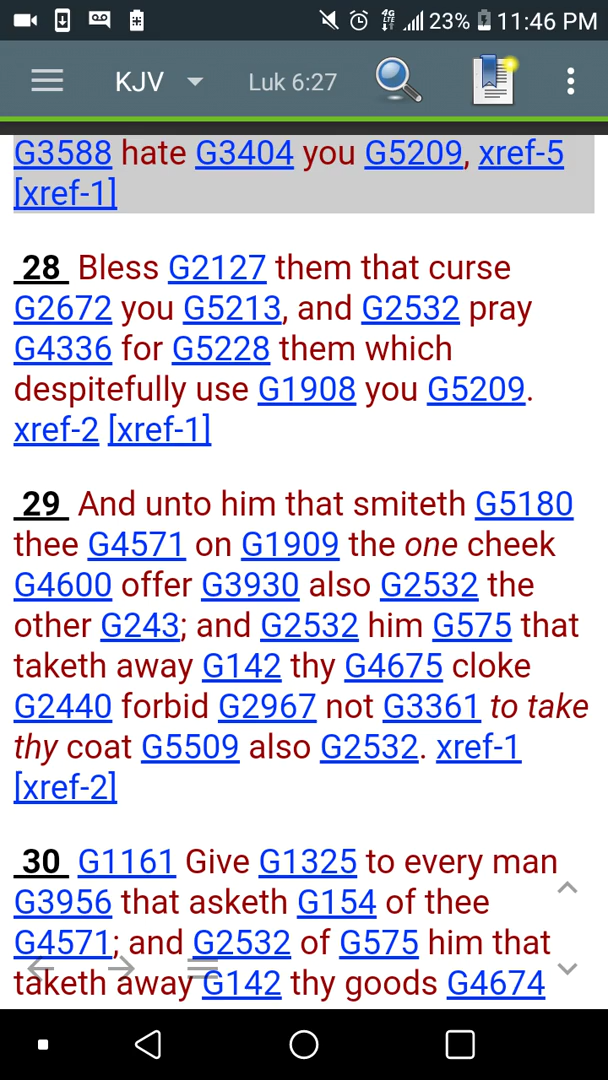 4G LTE 23% 11:46 PM
KJV Luk 6:27
G3588 hate G3404 you G5209, xref-5
[xref-1]
28 Bless G2127 them that curse
G2672 you G5213, and G2532 pray
G4336 for G5228 them which
despitefully use G1908 you G5209.
xref-2 [xref-1]
29 And unto him that smiteth G5180
thee G4571 on G1909 the one cheek
G4600 offer G3930 also G2532 the
other G243; and G2532 him G575 that
taketh away G142 thy G4675 cloke
G2440 forbid G2967 not G3361 to take
thy coat G5509 also G2532. xref-1
[xref-2]
30 G1161 Give G1325 to every man
G3956 that asketh G154 of thee
G4571; and G2532 of G575 him that
taketh away G142 thy goods G4674